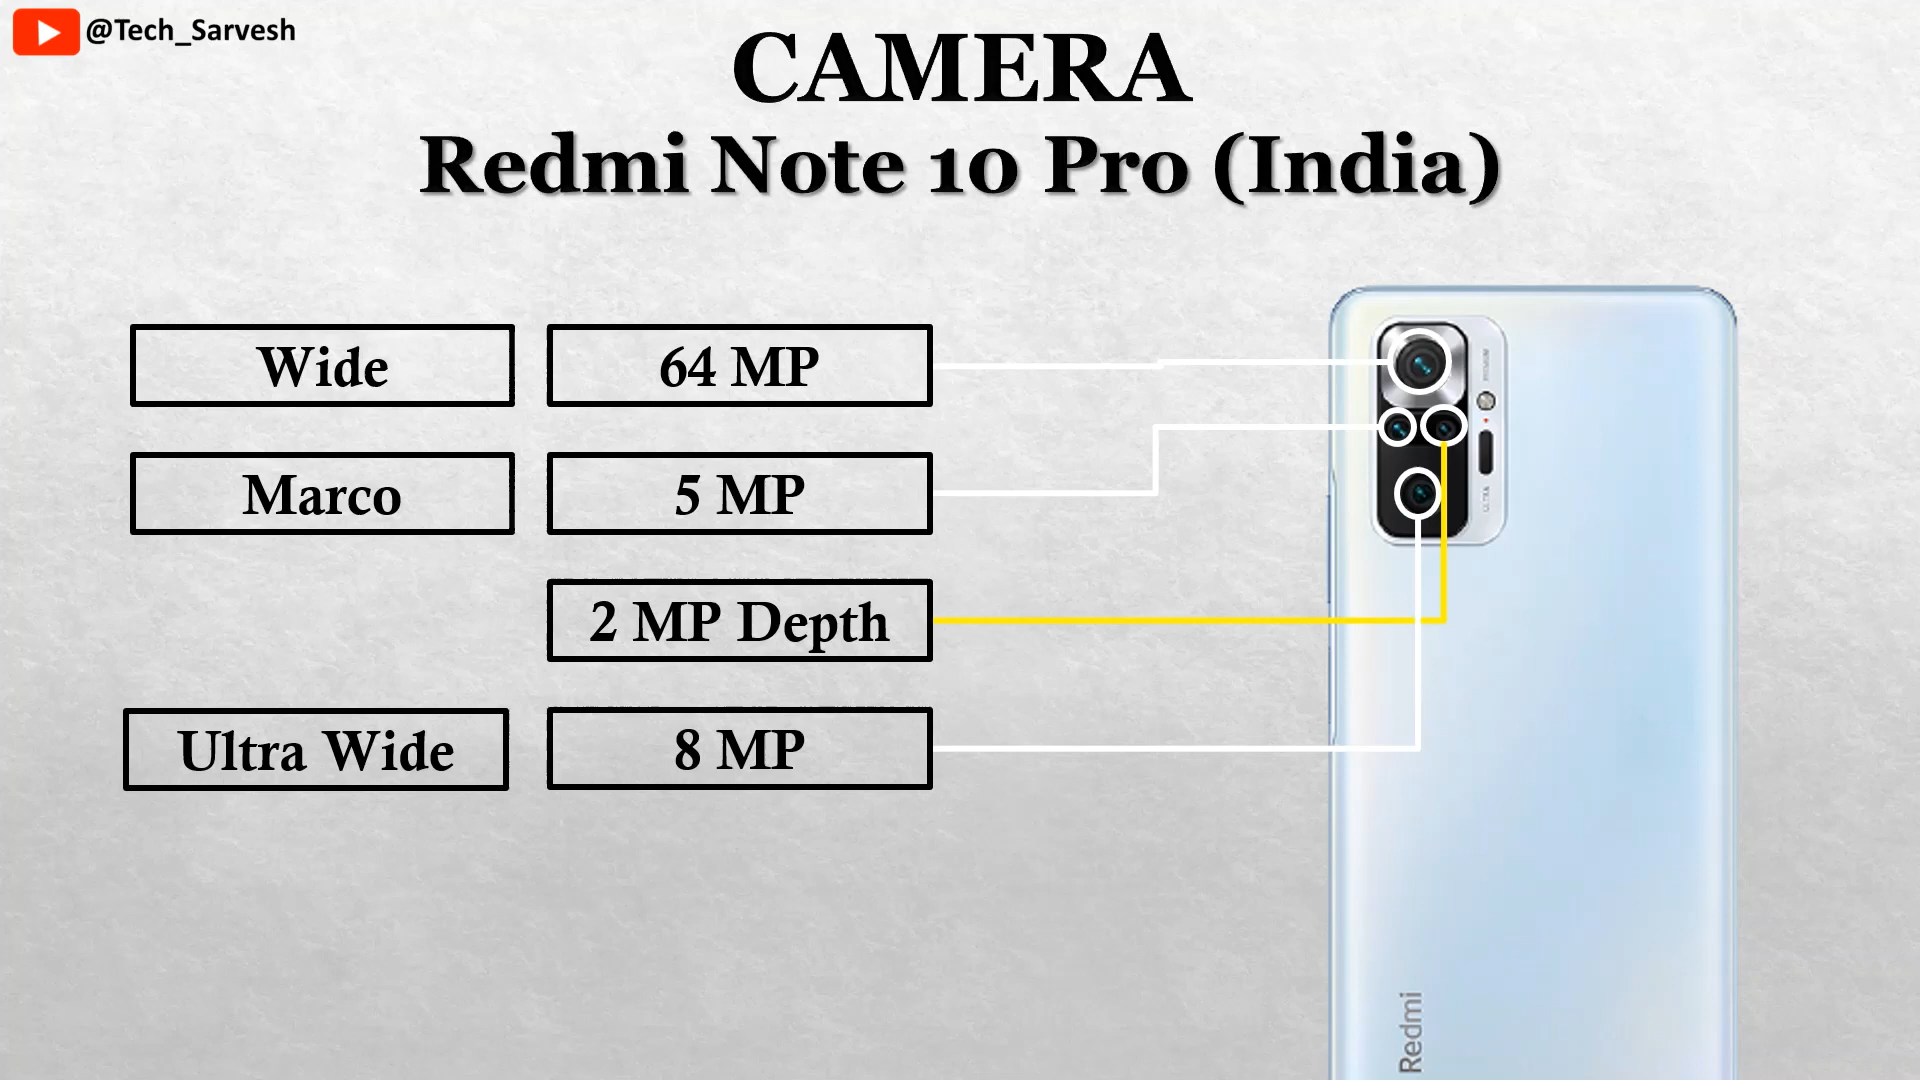 @Tech_Sarvesh
CAMERA
Redmi Note 10 Pro (India)
Wide
64 MP
Marco
5 MP
2 MP Depth
Ultra Wide
8 MP
ULTRA
Redmi